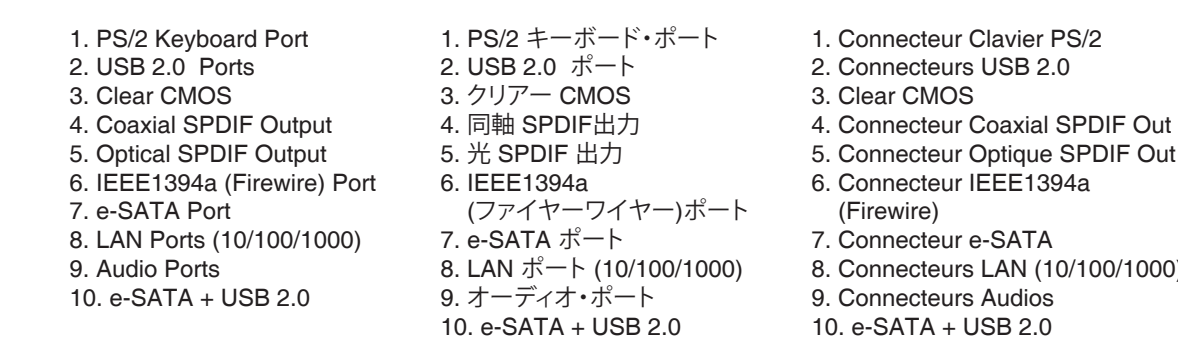 1. PS/2 Keyboard Port
2. USB 2.0 Ports
3. Clear CMOS
4. Coaxial SPDIF Output
5. Optical SPDIF Output
6. IEEE1394a (Firewire) Port
7. e-SATA Port
8. LAN Ports (10/100/1000)
9. Audio Ports
10. e-SATA + USB 2.0
1. PS/2 キーボード・ポート
2. USB 2.0 ポート
3. クリアー CMOS
4. 同軸 SPDIF出力
5. 光 SPDIF 出力
6. IEEE1394a
(ファイヤーワイヤー)ポート
7. e-SATA ポート
8. LAN ポート (10/100/1000)
9. オーディオ・ポート
10. e-SATA + USB 2.0
1. Connecteur Clavier PS/2
2. Connecteurs USB 2.0
3. Clear CMOS
4. Connecteur Coaxial SPDIF Out
5. Connecteur Optique SPDIF Out
6. Connecteur IEEE1394a
(Firewire)
7. Connecteur e-SATA
8. Connecteurs LAN (10/100/1000)
9. Connecteurs Audios
10. e-SATA + USB 2.0